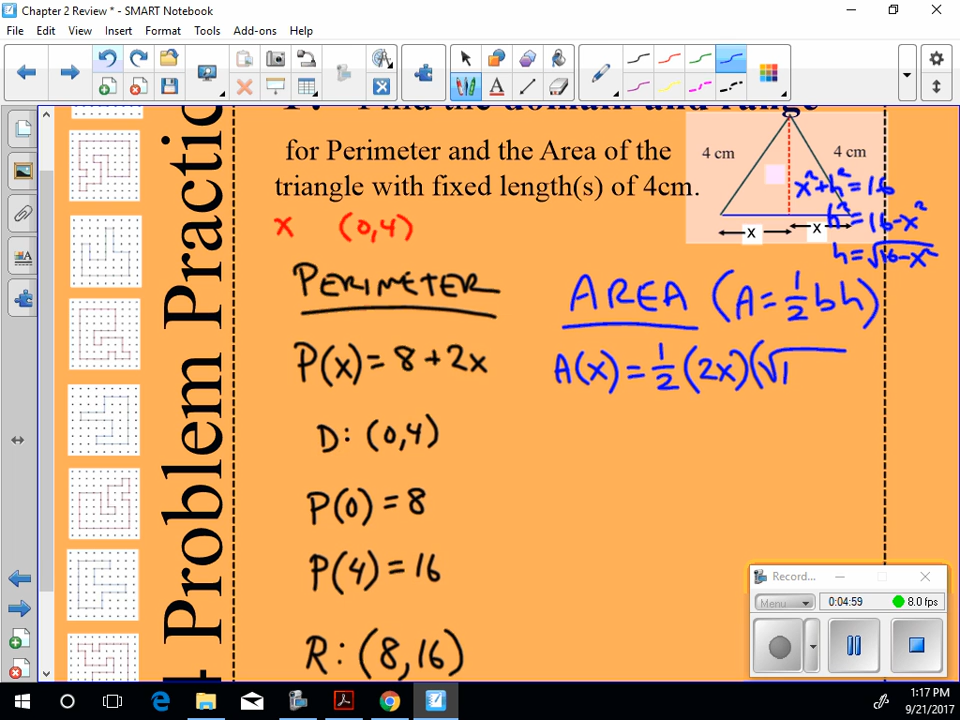 Chapter 2 Review * - SMART Notebook
File Edit View Insert Format Tools Add-ons Help
for Perimeter and the Area of the
triangle with fixed length(s) of 4cm.
4 cm
4 cm
x
x
x² + h² = 16
h² = 16 - x²
h = √16 - x²
x (0,4)
PERIMETER
P(x) = 8 + 2x
D: (0,4)
P(0) = 8
P(4) = 16
R: (8,16)
AREA (A = 1/2 bh)
A(x) = 1/2 (2x)(√1
Problem Practic
Record...
Menu
0:04:59
8.0 fps
1:17 PM
9/21/2017